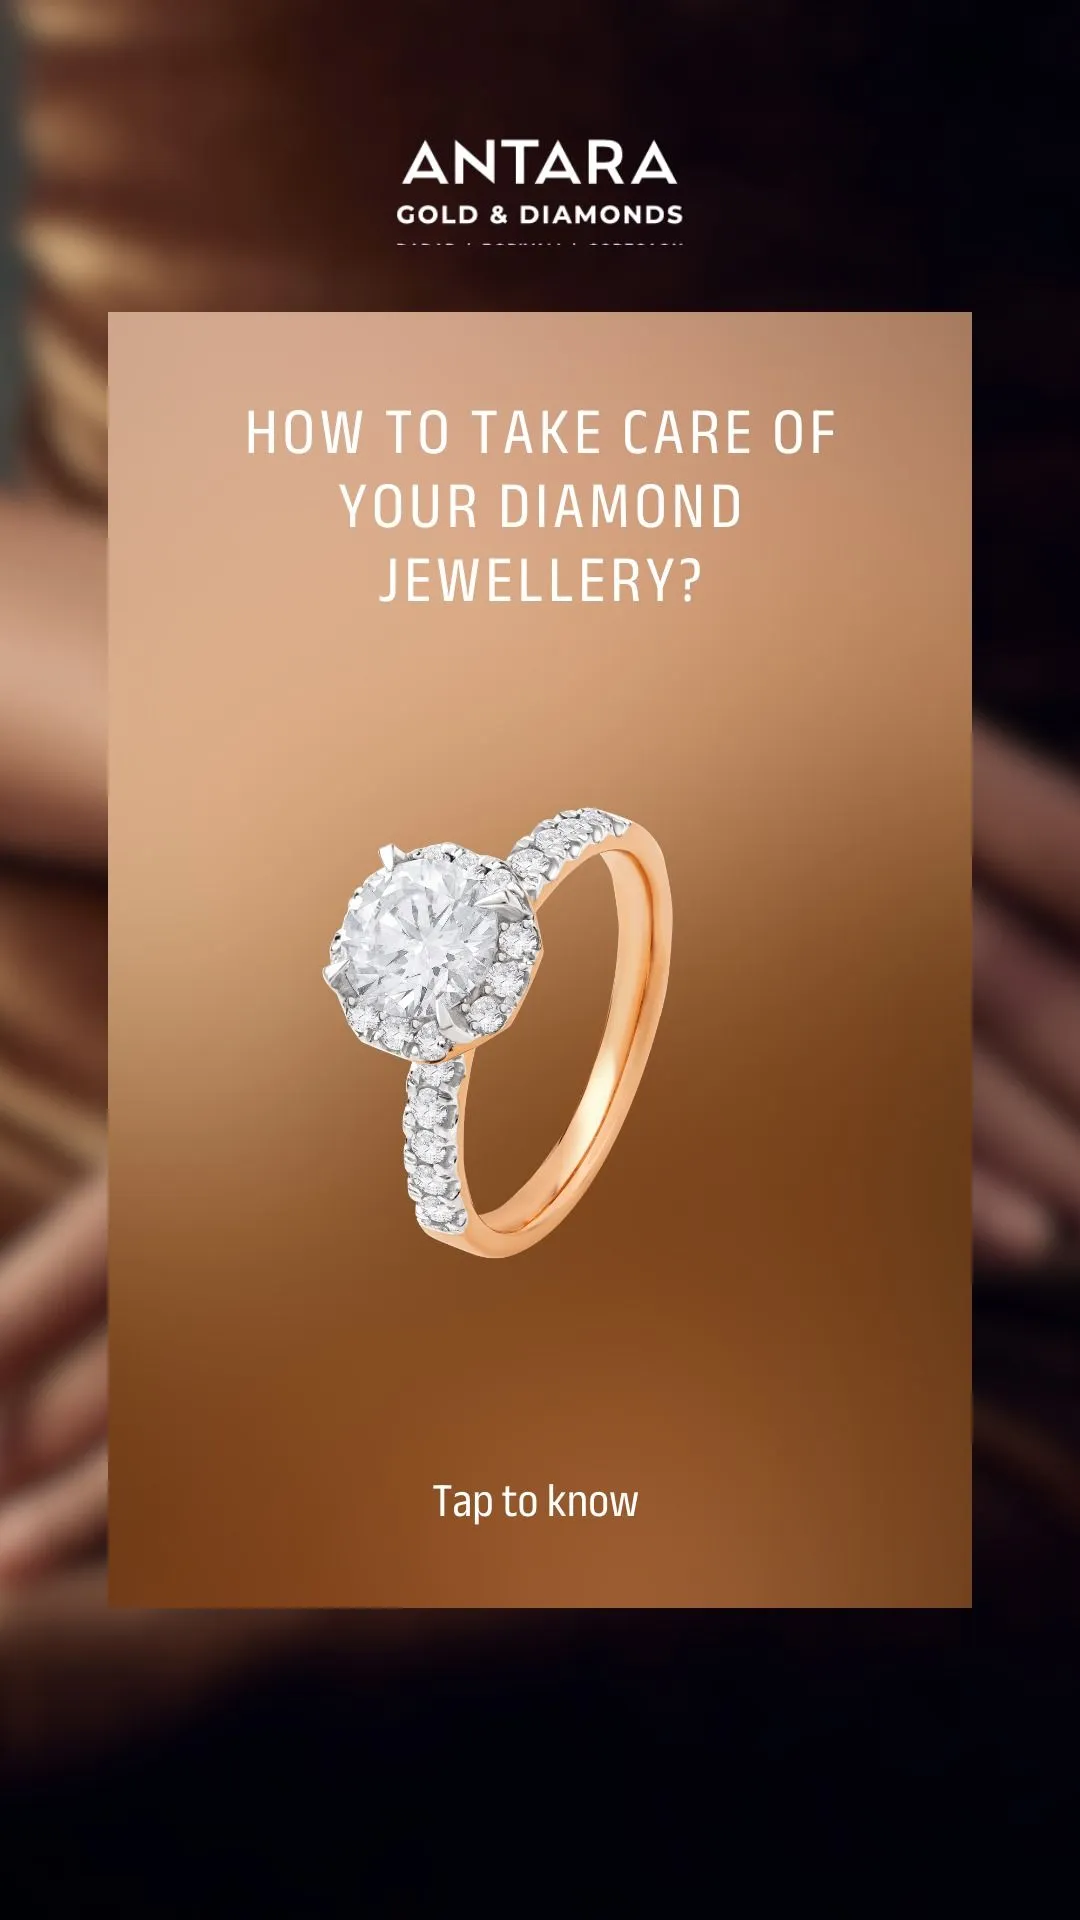 ANTARA
GOLD & DIAMONDS
HOW TO TAKE CARE OF
YOUR DIAMOND
JEWELLERY?
Tap to know